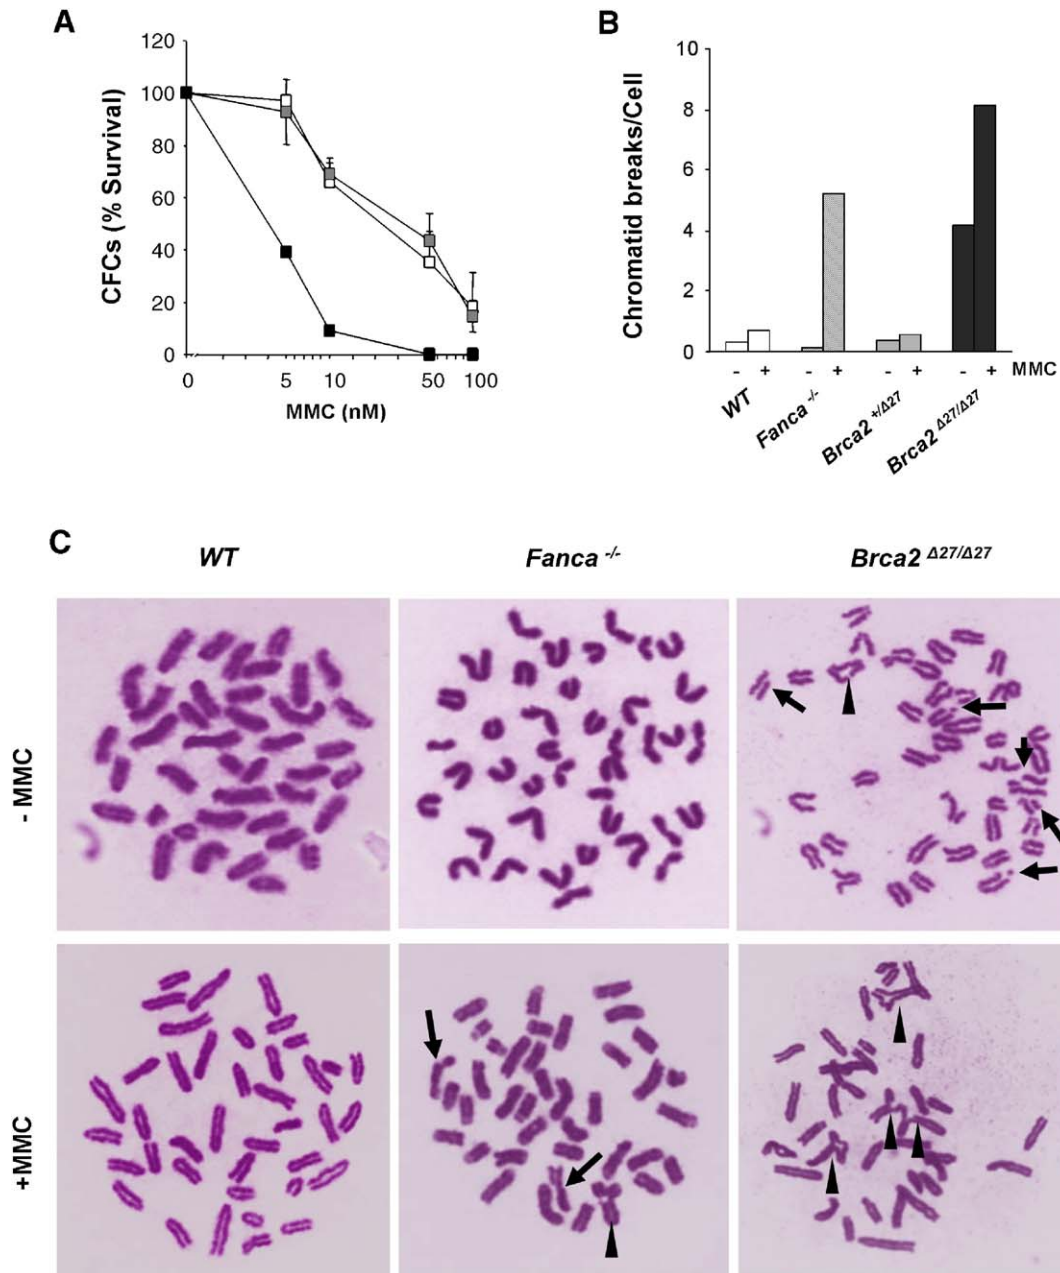 A
120
100
80
60
40
20
0
CFCs (% Survival)
0 5 10 50 100
MMC (nM)
B
10
8
6
4
2
0
Chromatid breaks/Cell
- + - + - + - + MMC
WT
Fanca -/-
Brca2 +/Δ27
Brca2 Δ27/Δ27
C
WT Fanca -/- Brca2 Δ27/Δ27
- MMC
+MMC